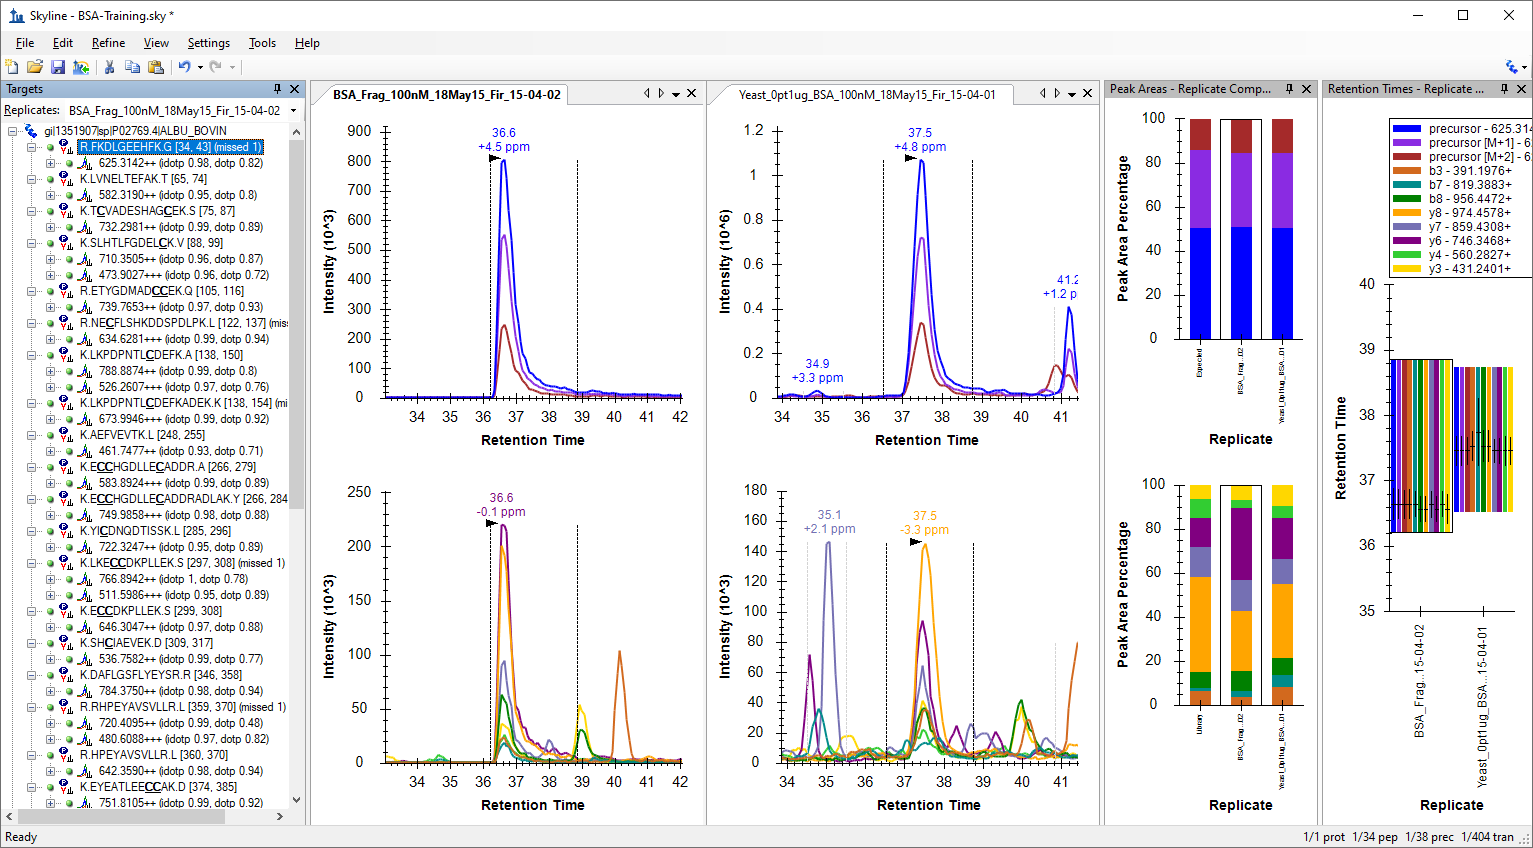 Skyline - BSA-Training.sky *
File Edit Refine View Settings Tools Help
Targets
Replicates: BSA_Frag_100nM_18May15_Fir_15-04-02
gi|1351907|sp|P02769.4|ALBU_BOVIN
R.FKDLGEEHFK.G [34, 43] (missed 1)
625.3142++ (idotp 0.98, dotp 0.82)
K.LVNELTEFAK.T [65, 74]
582.3190++ (idotp 0.95, dotp 0.8)
K.TCVADESHAGCEK.S [75, 87]
732.2981++ (idotp 0.99, dotp 0.89)
K.SLHTLFGDELCK.V [88, 99]
710.3505++ (idotp 0.96, dotp 0.87)
473.9027+++ (idotp 0.96, dotp 0.72)
R.ETYGDMADCCEK.Q [105, 116]
739.7653++ (idotp 0.97, dotp 0.93)
R.NECFLSHKDDSPDLPK.L [122, 137] (mis
634.6281+++ (idotp 0.99, dotp 0.94)
K.LKPDPNTLCDEFK.A [138, 150]
788.8874++ (idotp 0.99, dotp 0.8)
526.2607+++ (idotp 0.97, dotp 0.76)
K.LKPDPNTLCDEFKADEK.K [138, 154] (mi
673.9946+++ (idotp 0.99, dotp 0.92)
K.AEFVEVTK.L [248, 255]
461.7477++ (idotp 0.93, dotp 0.71)
K.ECCHGDLLECADDR.A [266, 279]
583.8924+++ (idotp 0.99, dotp 0.89)
K.ECCHGDLLECADDRADLAK.Y [266, 284
749.9858+++ (idotp 0.98, dotp 0.88)
K.YICDNQDTISSK.L [285, 296]
722.3247++ (idotp 0.95, dotp 0.89)
K.LKECCDKPLLEK.S [297, 308] (missed 1)
766.8942++ (idotp 1, dotp 0.78)
511.5986+++ (idotp 0.95, dotp 0.89)
K.ECCDKPLLEK.S [299, 308]
646.3047++ (idotp 0.97, dotp 0.88)
K.SHCIAEVEK.D [309, 317]
536.7582++ (idotp 0.99, dotp 0.77)
K.DAFLGSFLYEYSR.R [346, 358]
784.3750++ (idotp 0.98, dotp 0.94)
R.RHPEYAVSVLLR.L [359, 370] (missed 1)
720.4095++ (idotp 0.99, dotp 0.48)
480.6088+++ (idotp 0.97, dotp 0.82)
R.HPEYAVSVLLR.L [360, 370]
642.3590++ (idotp 0.98, dotp 0.94)
K.EYEATLEECCAK.D [374, 385]
751.8105++ (idotp 0.99, dotp 0.92)
BSA_Frag_100nM_18May15_Fir_15-04-02
900
800
700
600
500
400
300
200
100
0
Intensity (10^3)
36.6
+4.5 ppm
34 35 36 37 38 39 40 41 42
Retention Time
250
200
150
100
50
0
Intensity (10^3)
36.6
-0.1 ppm
34 35 36 37 38 39 40 41 42
Retention Time
Yeast_0pt1ug_BSA_100nM_18May15_Fir_15-04-01
1.2
1
0.8
0.6
0.4
0.2
0
Intensity (10^6)
37.5
+4.8 ppm
34.9
+3.3 ppm
41.2
+1.2 p
34 35 36 37 38 39 40 41
Retention Time
180
160
140
120
100
80
60
40
20
0
Intensity (10^3)
35.1
+2.1 ppm
37.5
-3.3 ppm
34 35 36 37 38 39 40 41
Retention Time
Peak Areas - Replicate Comp...
100
80
60
40
20
0
Peak Area Percentage
Expected
BSA_Frag...02
Yeast_0pt1ug_BSA...01
Replicate
100
80
60
40
20
0
Peak Area Percentage
Library
BSA_Frag...02
Yeast_0pt1ug_BSA...01
Replicate
Retention Times - Replicate ...
precursor - 625.314
precursor [M+1] - 6
precursor [M+2] - 6
b3 - 391.1976+
b7 - 819.3883+
b8 - 956.4472+
y8 - 974.4578+
y7 - 859.4308+
y6 - 746.3468+
y4 - 560.2827+
y3 - 431.2401+
40
39
38
37
36
35
Retention Time
BSA_Frag...15-04-02
Yeast_0pt1ug_BSA...15-04-01
Replicate
Ready
1/1 prot 1/34 pep 1/38 prec 1/404 tran